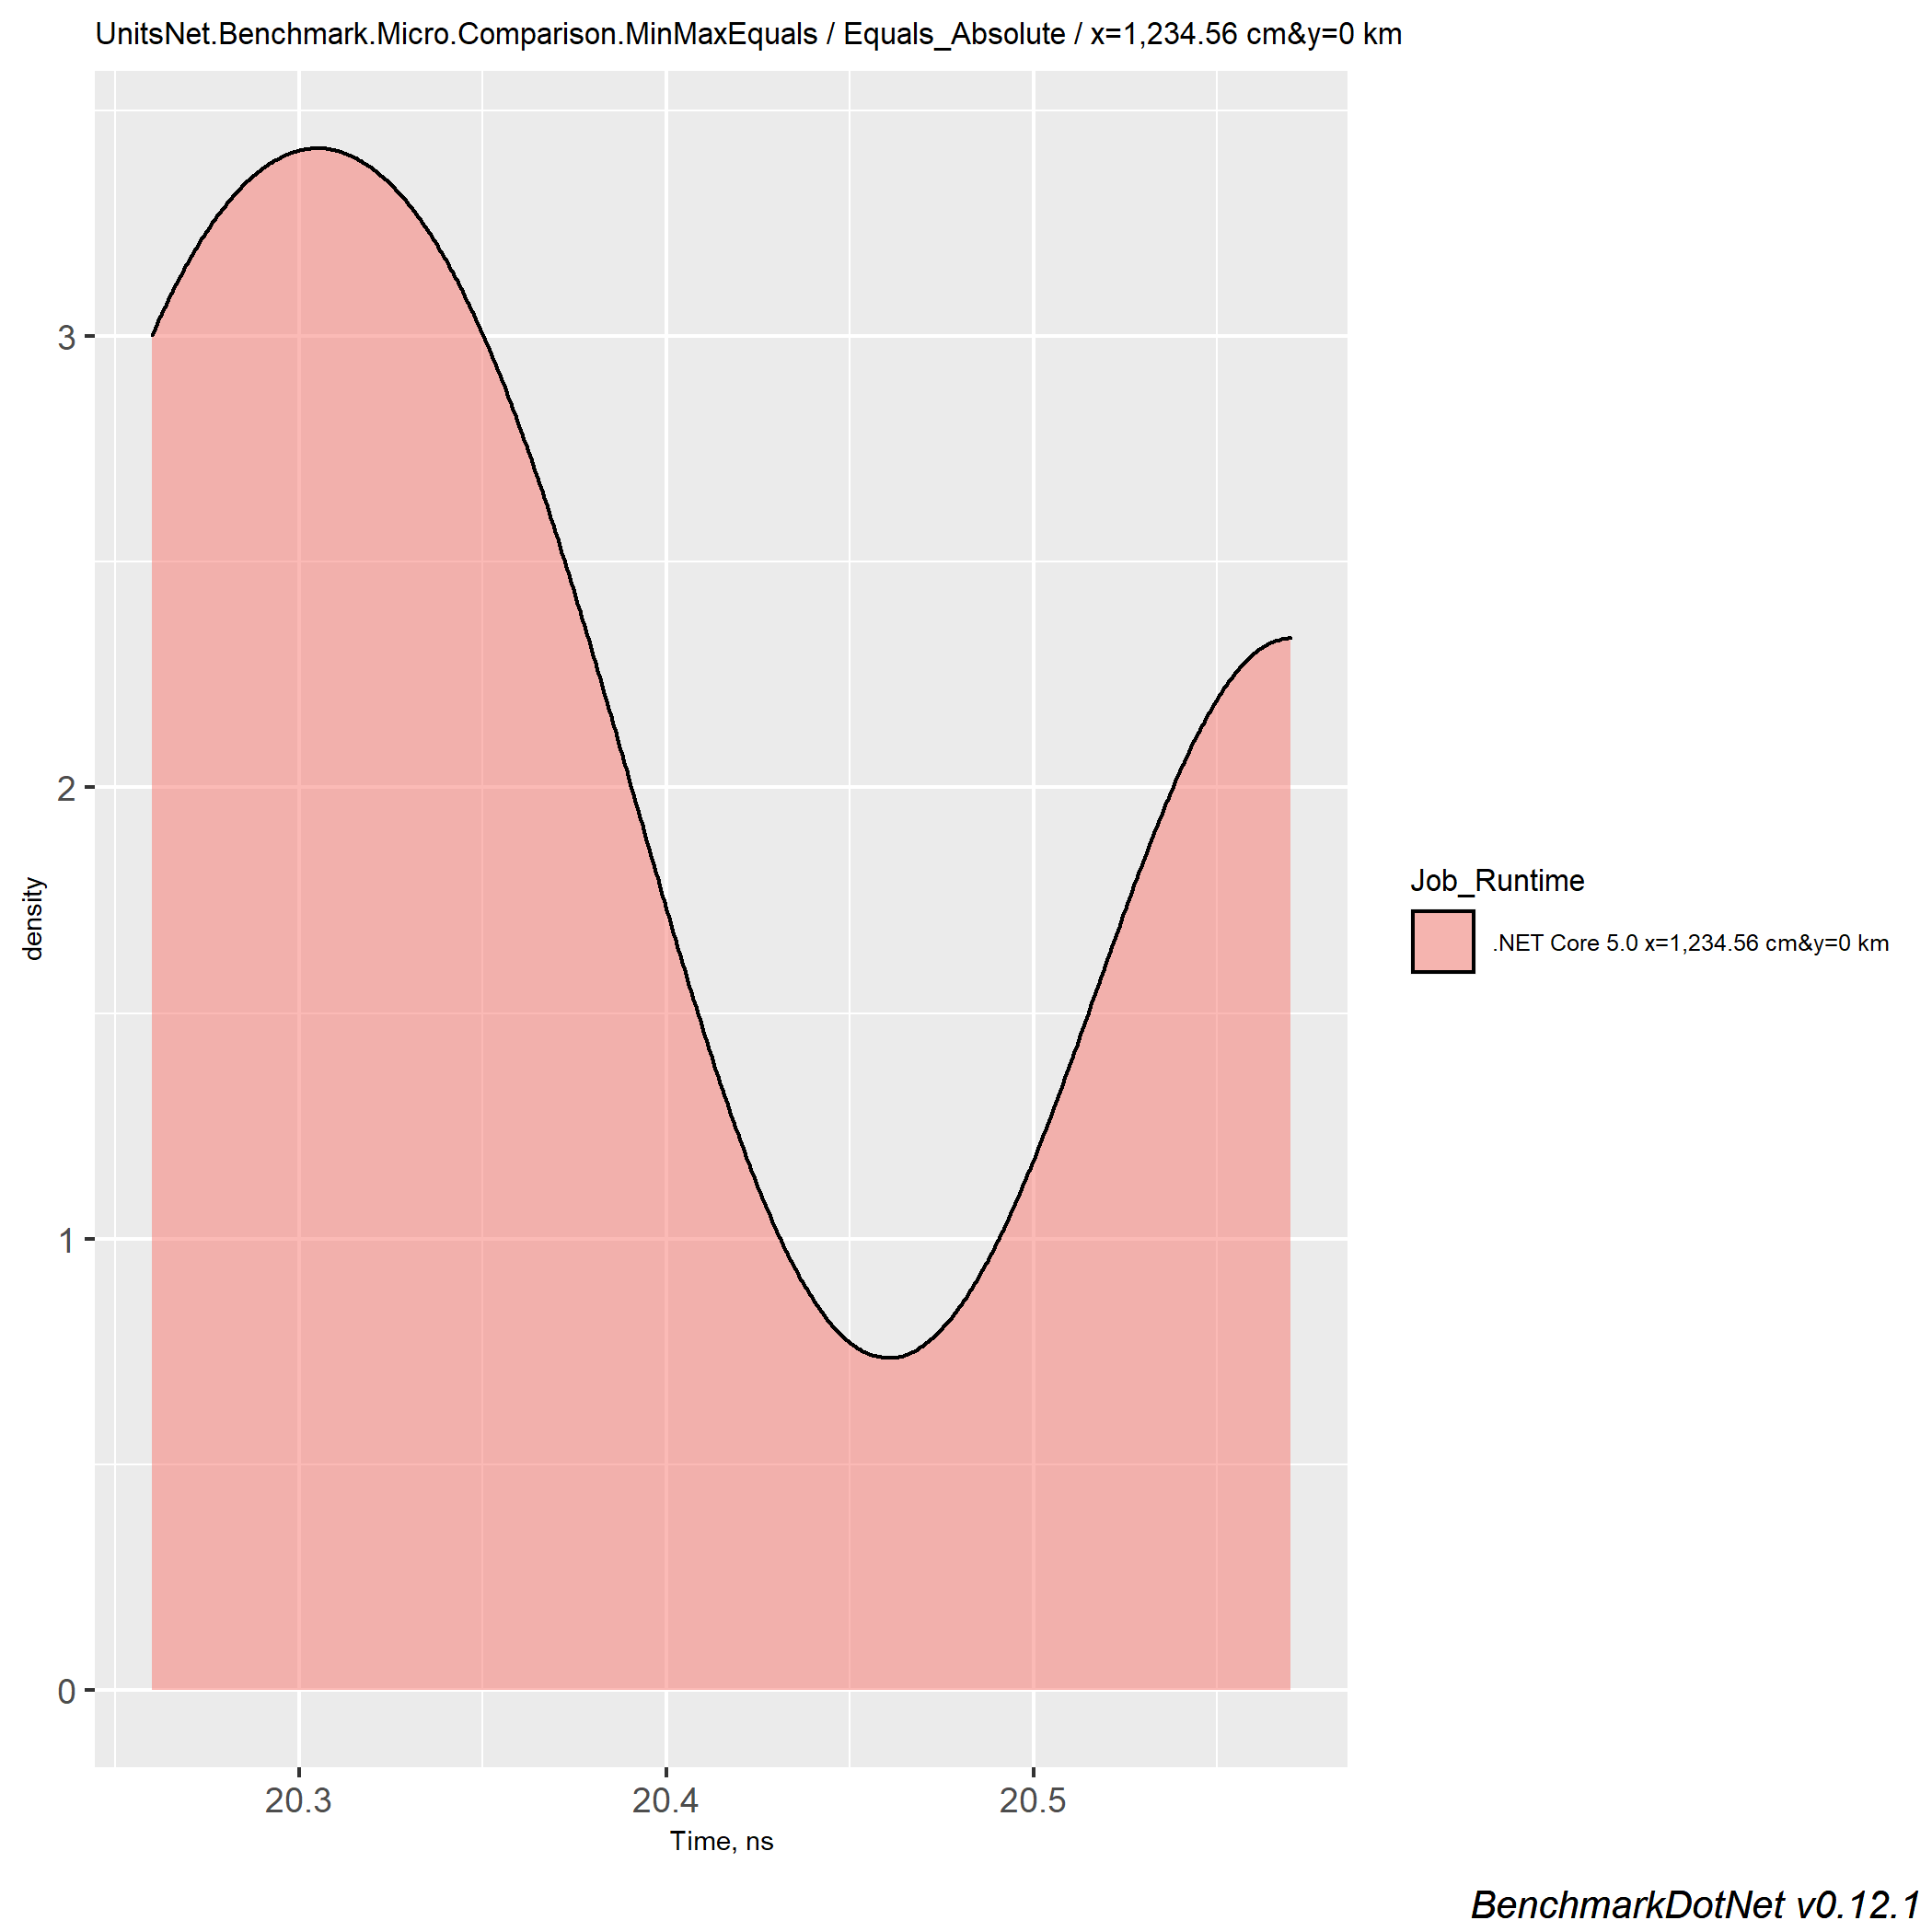 UnitsNet.Benchmark.Micro.Comparison.MinMaxEquals / Equals_Absolute / x=1,234.56 cm&y=0 km
3
2
1
0
density
20.3 20.4 20.5
Time, ns
Job_Runtime
.NET Core 5.0 x=1,234.56 cm&y=0 km
BenchmarkDotNet v0.12.1